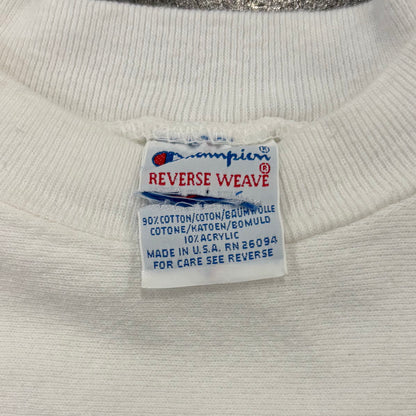 Champion®
REVERSE WEAVE®
90% COTTON/COTON/BAUMWOLLE
COTONE/KATOEN/BOMULD
10% ACRYLIC
MADE IN U.S.A. RN 26094
FOR CARE SEE REVERSE